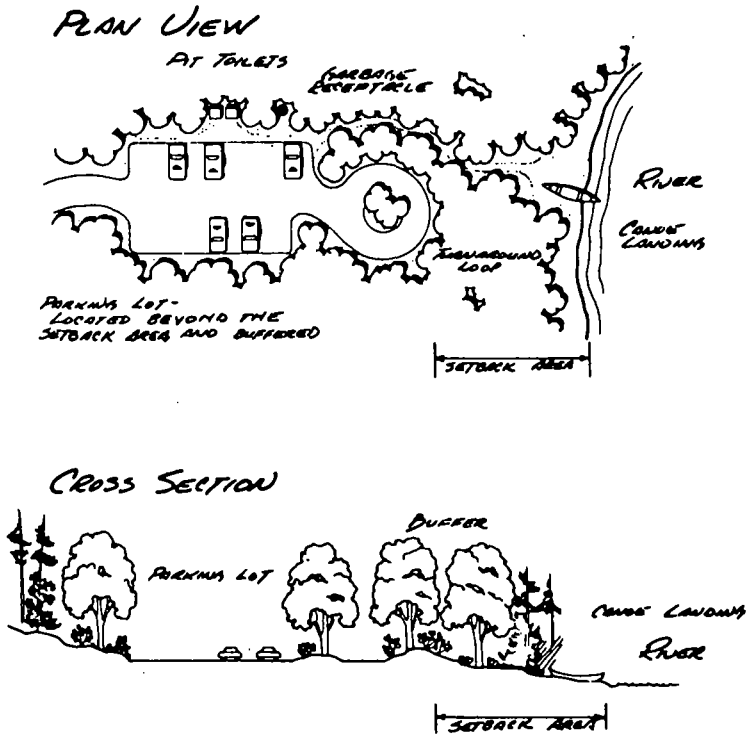 PLAN VIEW
PIT TOILETS
GARBAGE
RECEPTACLE
RIVER
CANOE
LANDING
TURNAROUND
LOOP
PARKING LOT-
LOCATED BEYOND THE
SETBACK AREA AND BUFFERED
SETBACK AREA
CROSS SECTION
BUFFER
PARKING LOT
CANOE LANDING
RIVER
SETBACK AREA